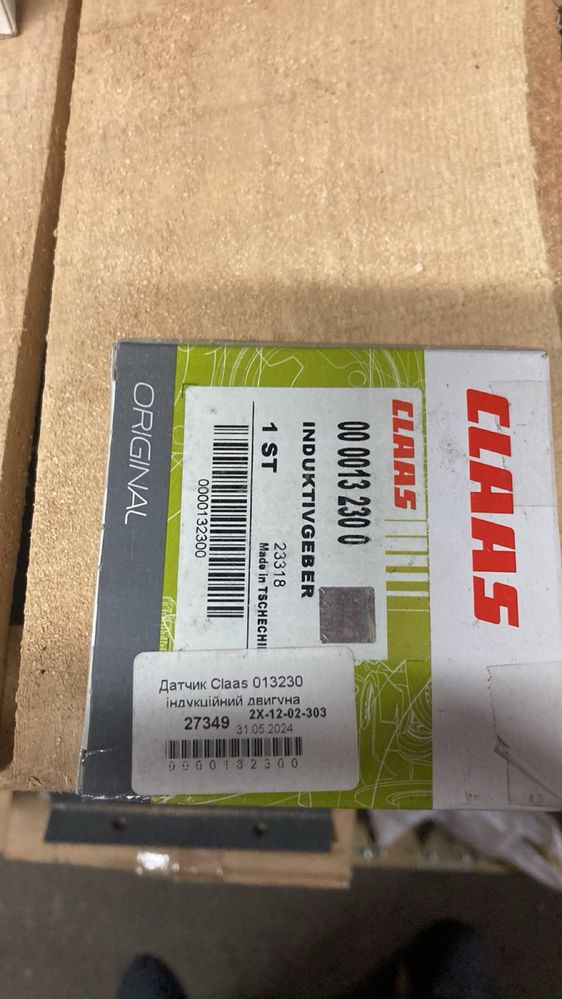 ORIGINAL
CLAAS
CLAAS
00 0013 230 0
INDUKTIVGEBER
1 ST
23318
Made in TSCHECHI
0000132300
Датчик Claas 013230
індукційний двигуна
27349 2X-12-02-303
31.05.2024
0000132300